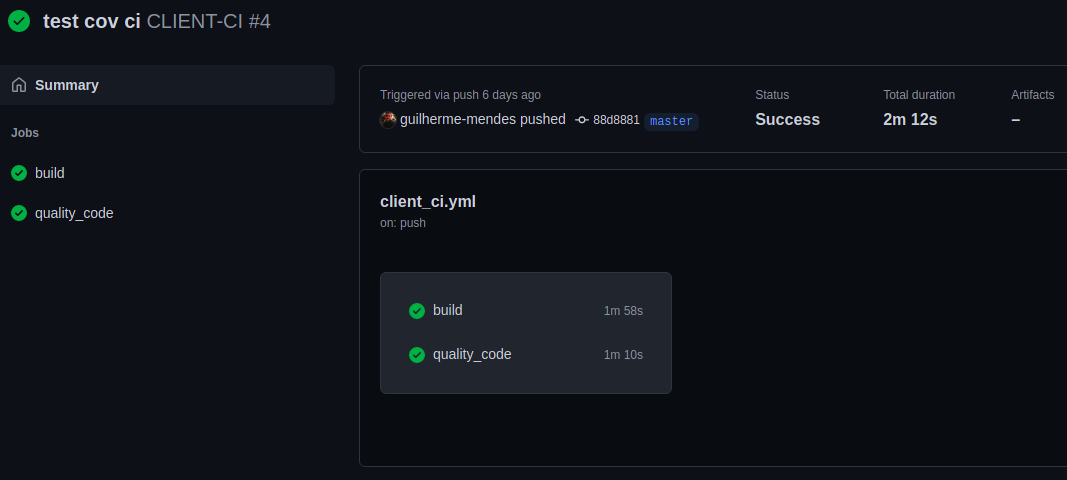 test cov ci CLIENT-CI #4
Summary
Jobs
build
quality_code
Triggered via push 6 days ago
guilherme-mendes pushed 88d8881 master
Status
Success
Total duration
2m 12s
Artifacts
–
client_ci.yml
on: push
build 1m 58s
quality_code 1m 10s